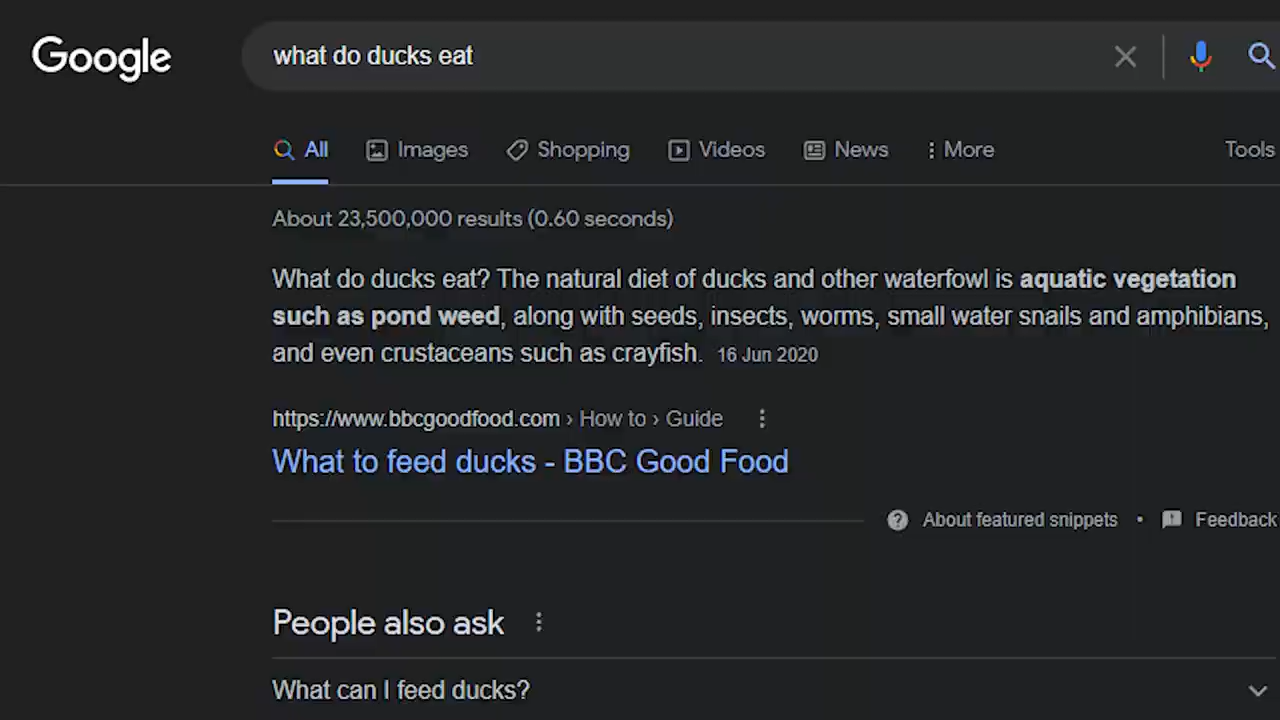 Google
what do ducks eat
All Images Shopping Videos News More Tools
About 23,500,000 results (0.60 seconds)
What do ducks eat? The natural diet of ducks and other waterfowl is aquatic vegetation
such as pond weed, along with seeds, insects, worms, small water snails and amphibians,
and even crustaceans such as crayfish. 16 Jun 2020
https://www.bbcgoodfood.com › How to › Guide
What to feed ducks - BBC Good Food
About featured snippets • Feedback
People also ask
What can I feed ducks?